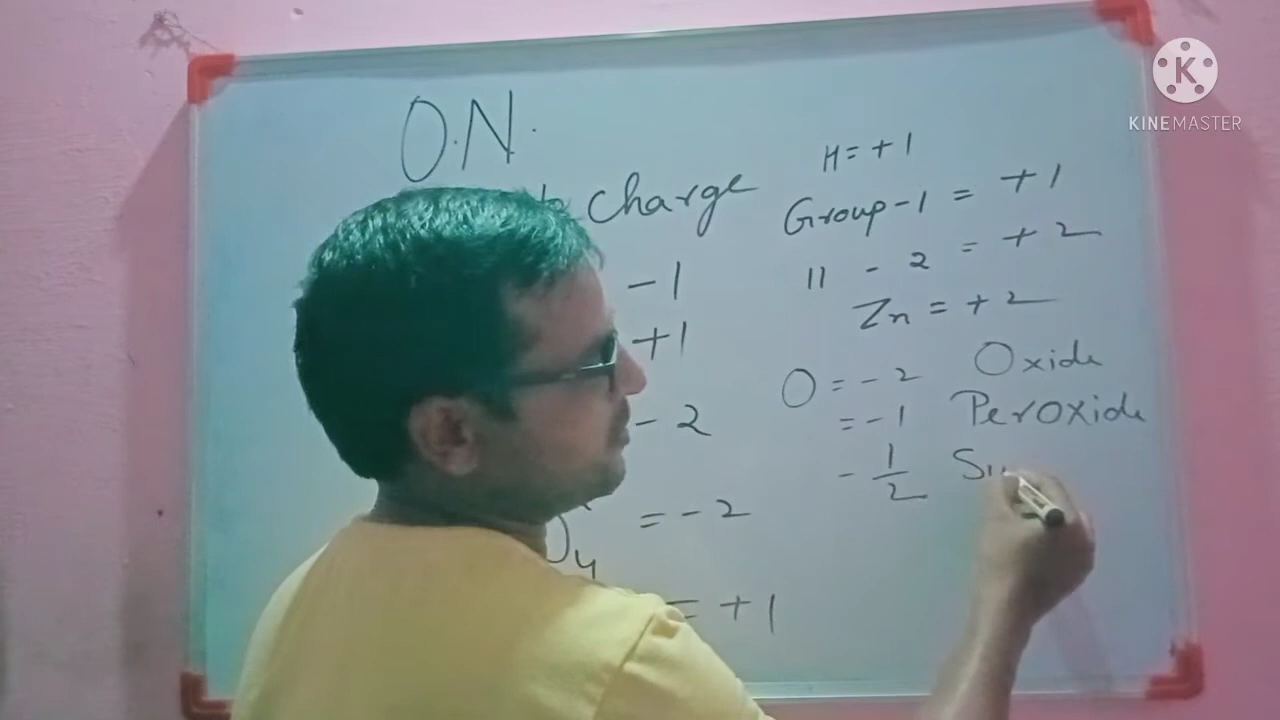 O.N.
Charge
-1
+1
-2
O4 = -2
= +1
H = +1
Group-1 = +1
11 - 2 = +2
Zn = +2
O = -2 Oxide
= -1 Peroxide
- 1/2 Su
KINEMASTER